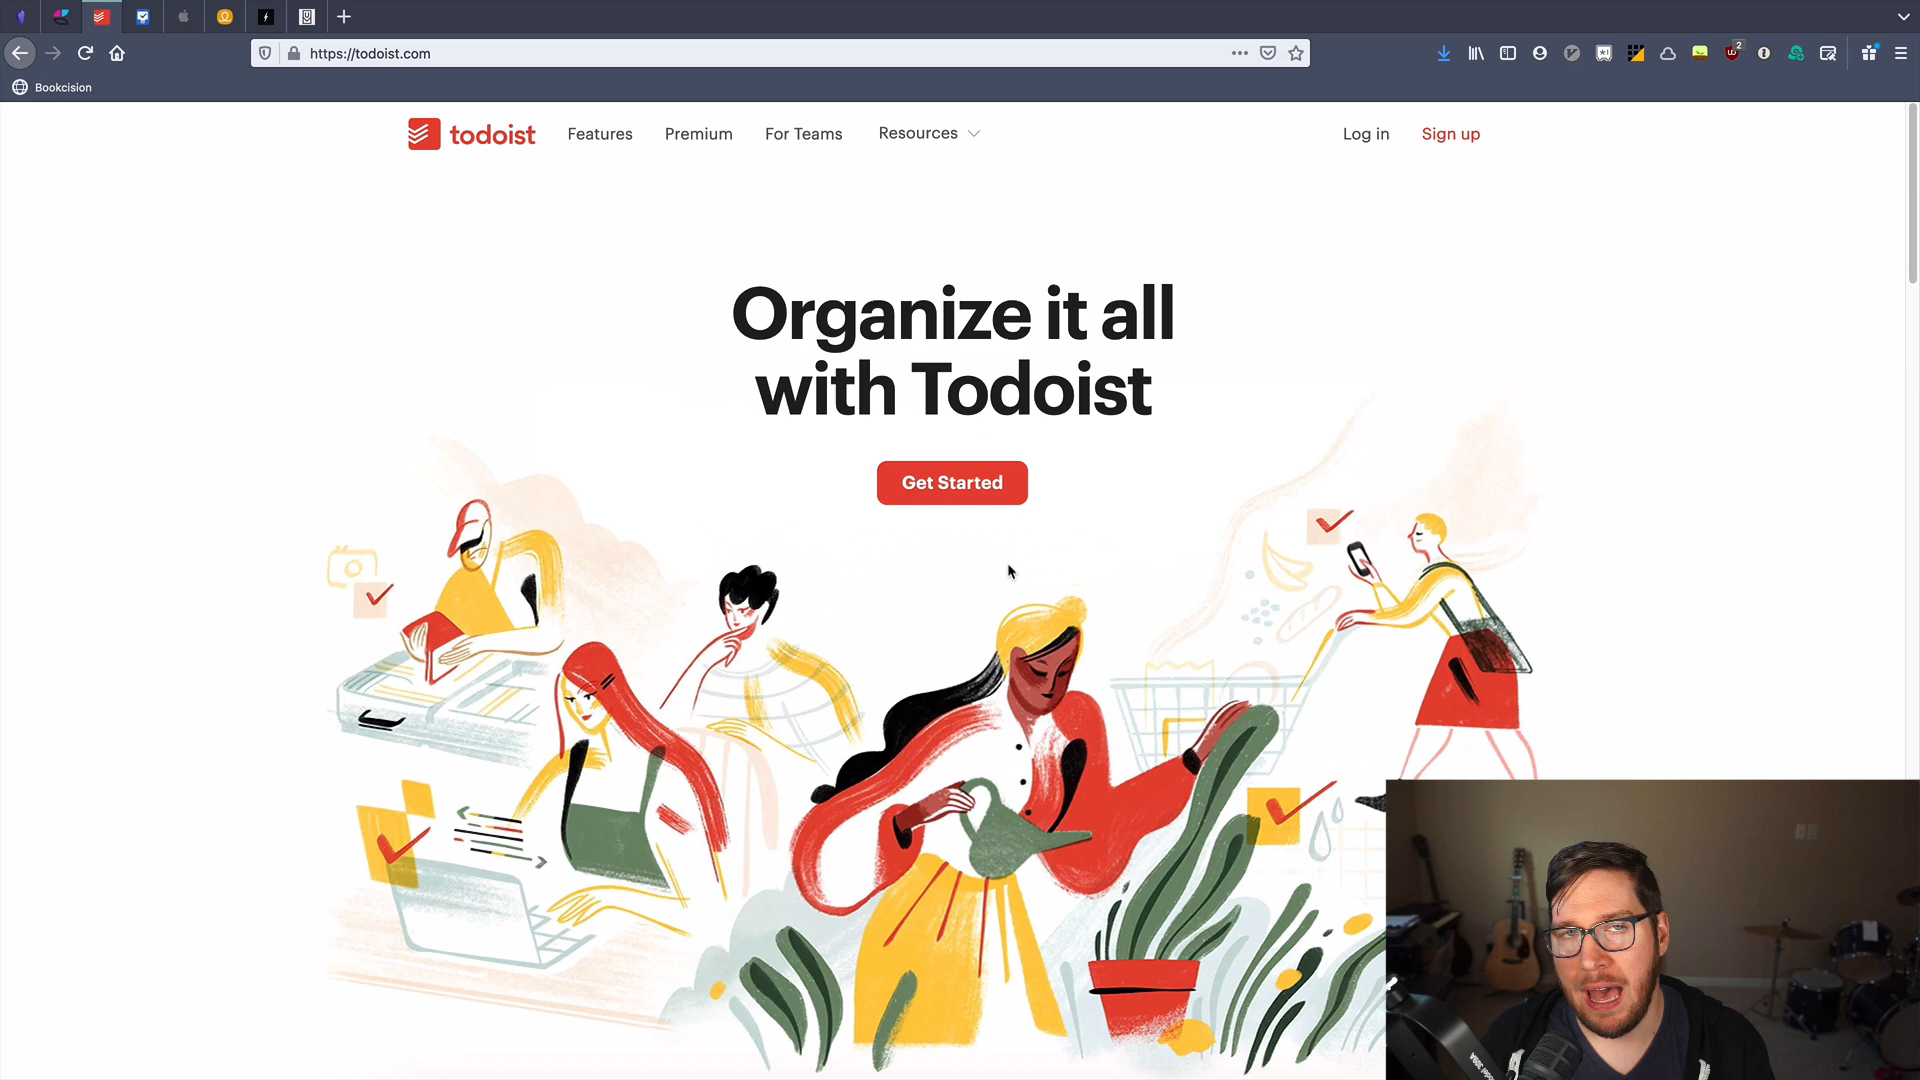 https://todoist.com
2
Bookcision
todoist
Features
Premium
For Teams
Resources
Log in
Sign up
Organize it all
with Todoist
Get Started